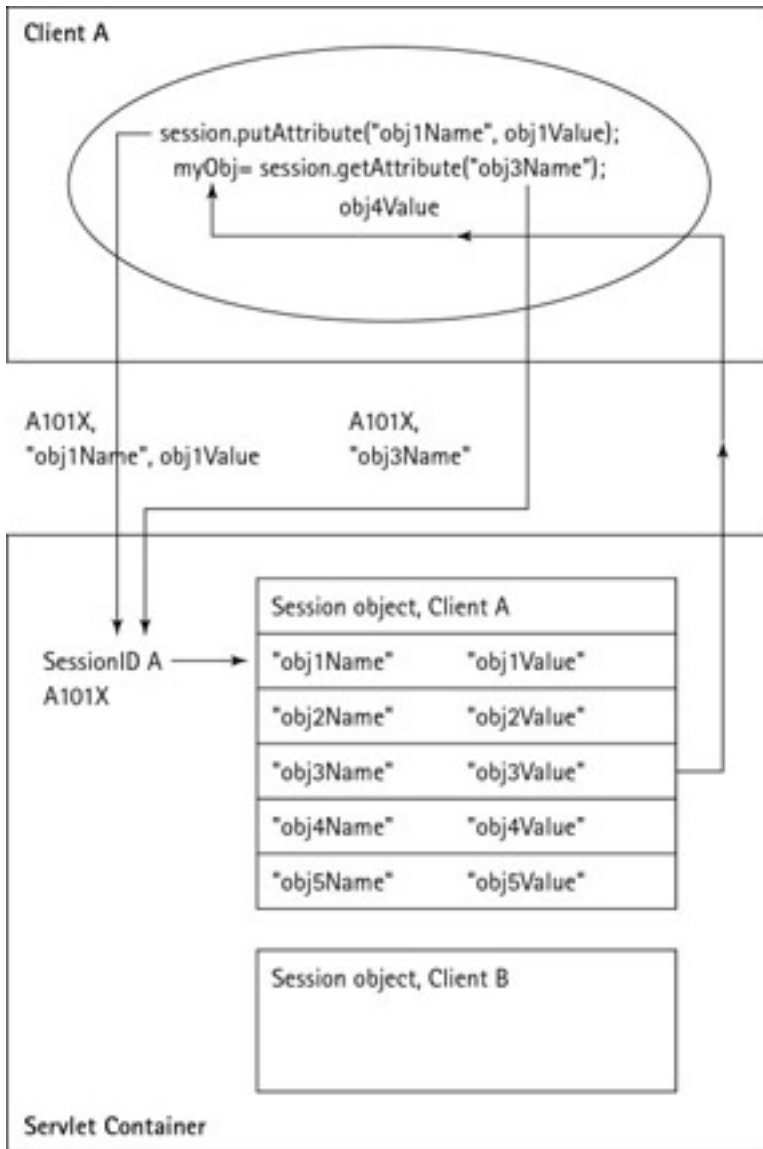 Client A
session.putAttribute("obj1Name", obj1Value);
myObj= session.getAttribute("obj3Name");
obj4Value
A101X,
"obj1Name", obj1Value
A101X,
"obj3Name"
Session object, Client A
SessionID A
A101X
"obj1Name" "obj1Value"
"obj2Name" "obj2Value"
"obj3Name" "obj3Value"
"obj4Name" "obj4Value"
"obj5Name" "obj5Value"
Session object, Client B
Servlet Container